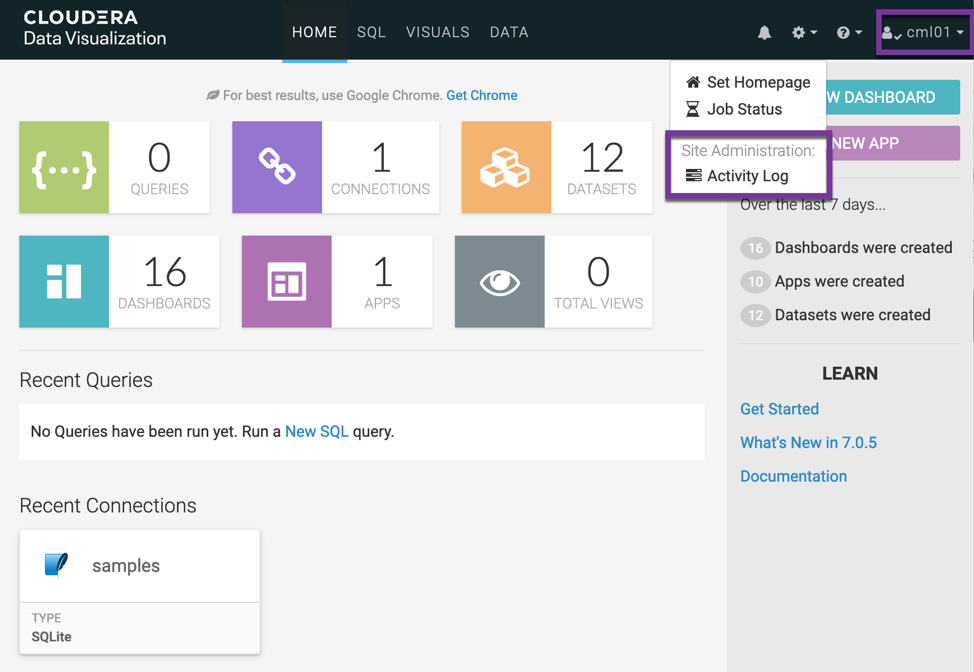 CLOUDERA
Data Visualization
HOME SQL VISUALS DATA
cml01
Set Homepage
Job Status
Site Administration:
Activity Log
For best results, use Google Chrome. Get Chrome
0
QUERIES
1
CONNECTIONS
12
DATASETS
16
DASHBOARDS
1
APPS
0
TOTAL VIEWS
Recent Queries
No Queries have been run yet. Run a New SQL query.
Recent Connections
samples
TYPE
SQLite
W DASHBOARD
NEW APP
Over the last 7 days...
16 Dashboards were created
10 Apps were created
12 Datasets were created
LEARN
Get Started
What's New in 7.0.5
Documentation